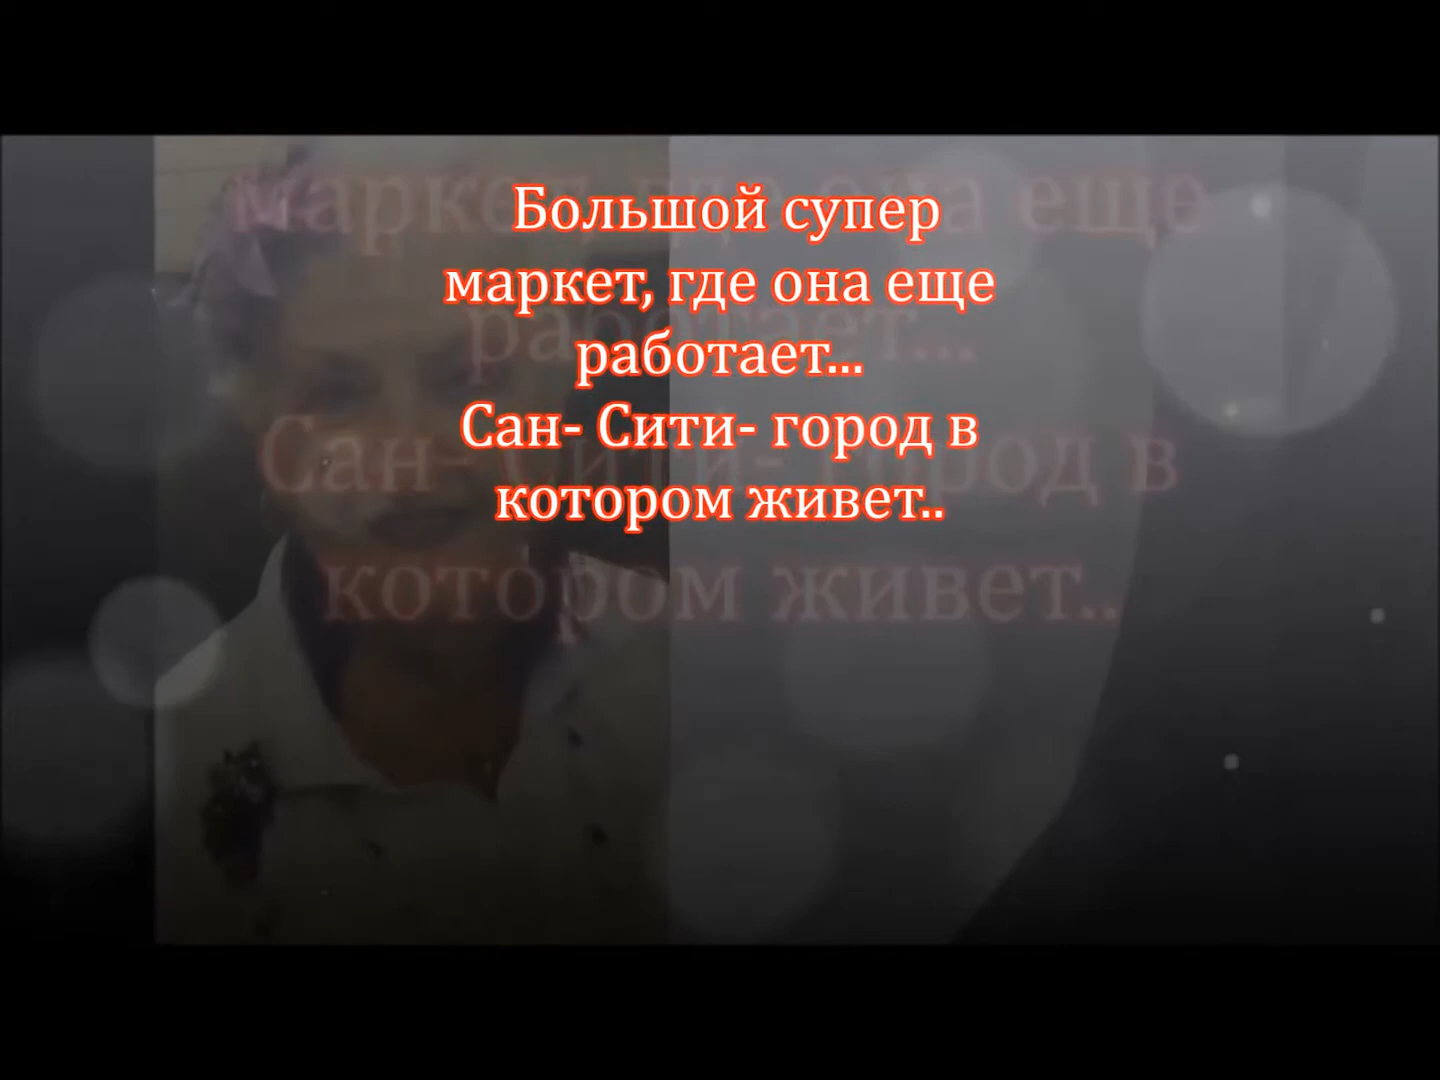 Большой супер
маркет, где она еще
работает...
Сан- Сити- город в
котором живет..